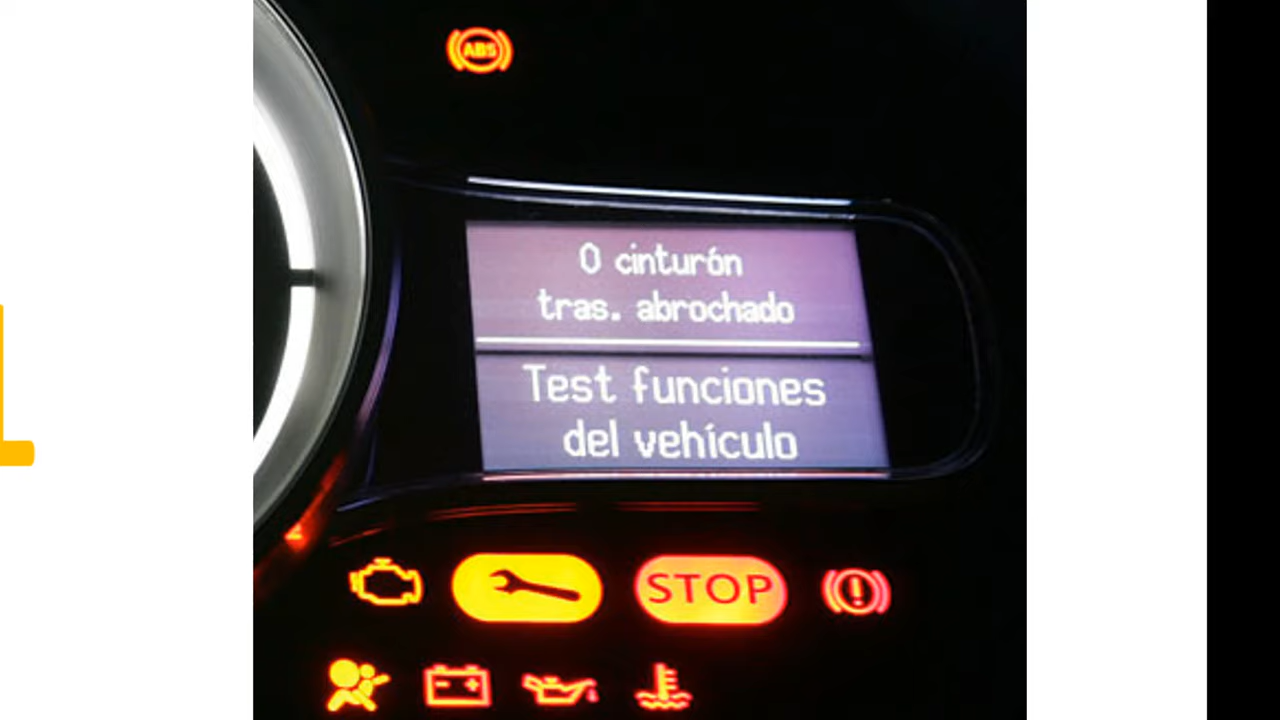 ABS
0 cinturón
tras. abrochado
Test funciones
del vehículo
STOP